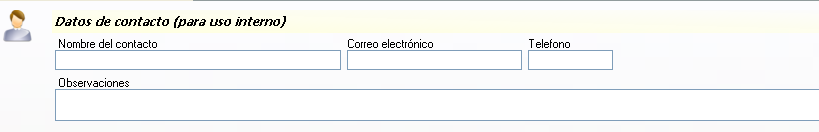 Datos de contacto (para uso interno)
Nombre del contacto Correo electrónico Telefono
Observaciones